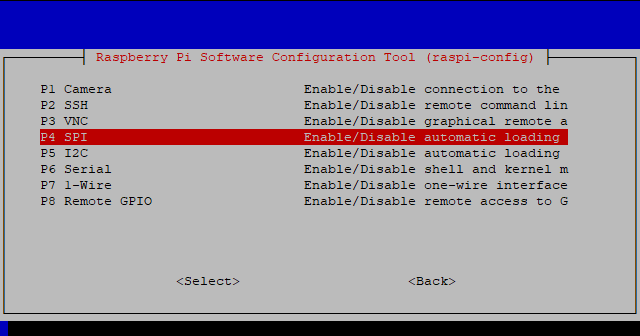 Raspberry Pi Software Configuration Tool (raspi-config)
P1 Camera Enable/Disable connection to the
P2 SSH Enable/Disable remote command lin
P3 VNC Enable/Disable graphical remote a
P4 SPI Enable/Disable automatic loading
P5 I2C Enable/Disable automatic loading
P6 Serial Enable/Disable shell and kernel m
P7 1-Wire Enable/Disable one-wire interface
P8 Remote GPIO Enable/Disable remote access to G
<Select> <Back>